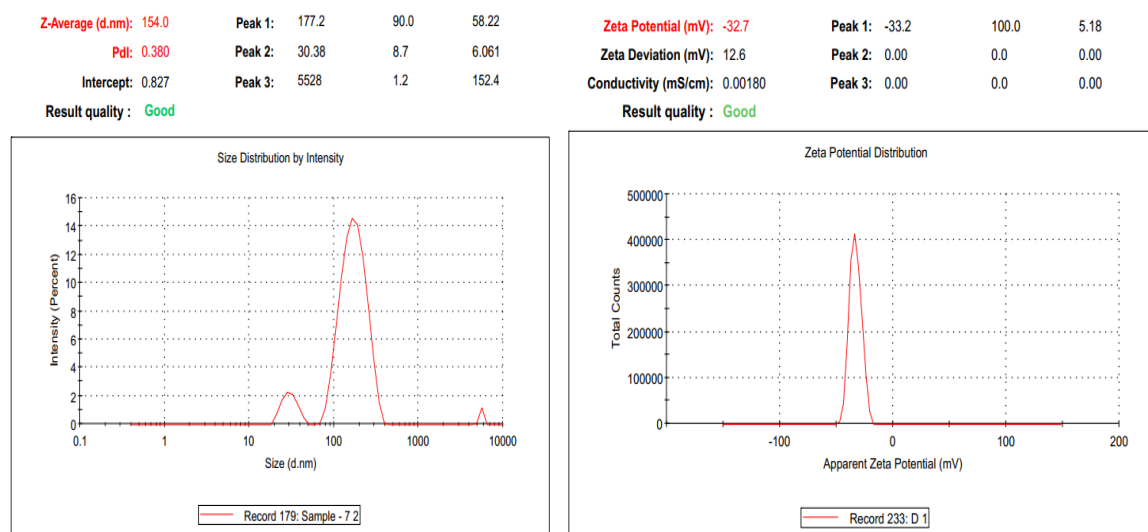 Z-Average (d.nm): 154.0 Peak 1: 177.2 90.0 58.22
PdI: 0.380 Peak 2: 30.38 8.7 6.061
Intercept: 0.827 Peak 3: 5528 1.2 152.4
Result quality : Good
Size Distribution by Intensity
Intensity (Percent)
16
14
12
10
8
6
4
2
0
0.1 1 10 100 1000 10000
Size (d.nm)
Record 179: Sample - 7 2
Zeta Potential (mV): -32.7 Peak 1: -33.2 100.0 5.18
Zeta Deviation (mV): 12.6 Peak 2: 0.00 0.0 0.00
Conductivity (mS/cm): 0.00180 Peak 3: 0.00 0.0 0.00
Result quality : Good
Zeta Potential Distribution
Total Counts
500000
400000
300000
200000
100000
0
-100 0 100 200
Apparent Zeta Potential (mV)
Record 233: D 1